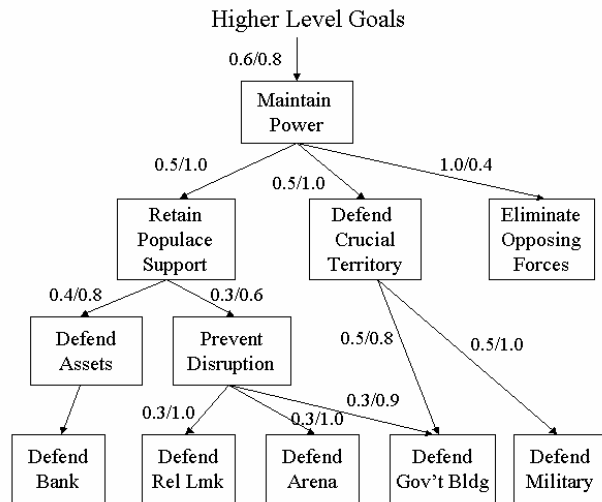 Higher Level Goals
0.6/0.8
Maintain
Power
0.5/1.0
0.5/1.0
1.0/0.4
Retain
Populace
Support
Defend
Crucial
Territory
Eliminate
Opposing
Forces
0.4/0.8
0.3/0.6
Defend
Assets
Prevent
Disruption
0.5/0.8
0.5/1.0
0.3/1.0
0.3/1.0
0.3/0.9
Defend
Bank
Defend
Rel Lmk
Defend
Arena
Defend
Gov't Bldg
Defend
Military